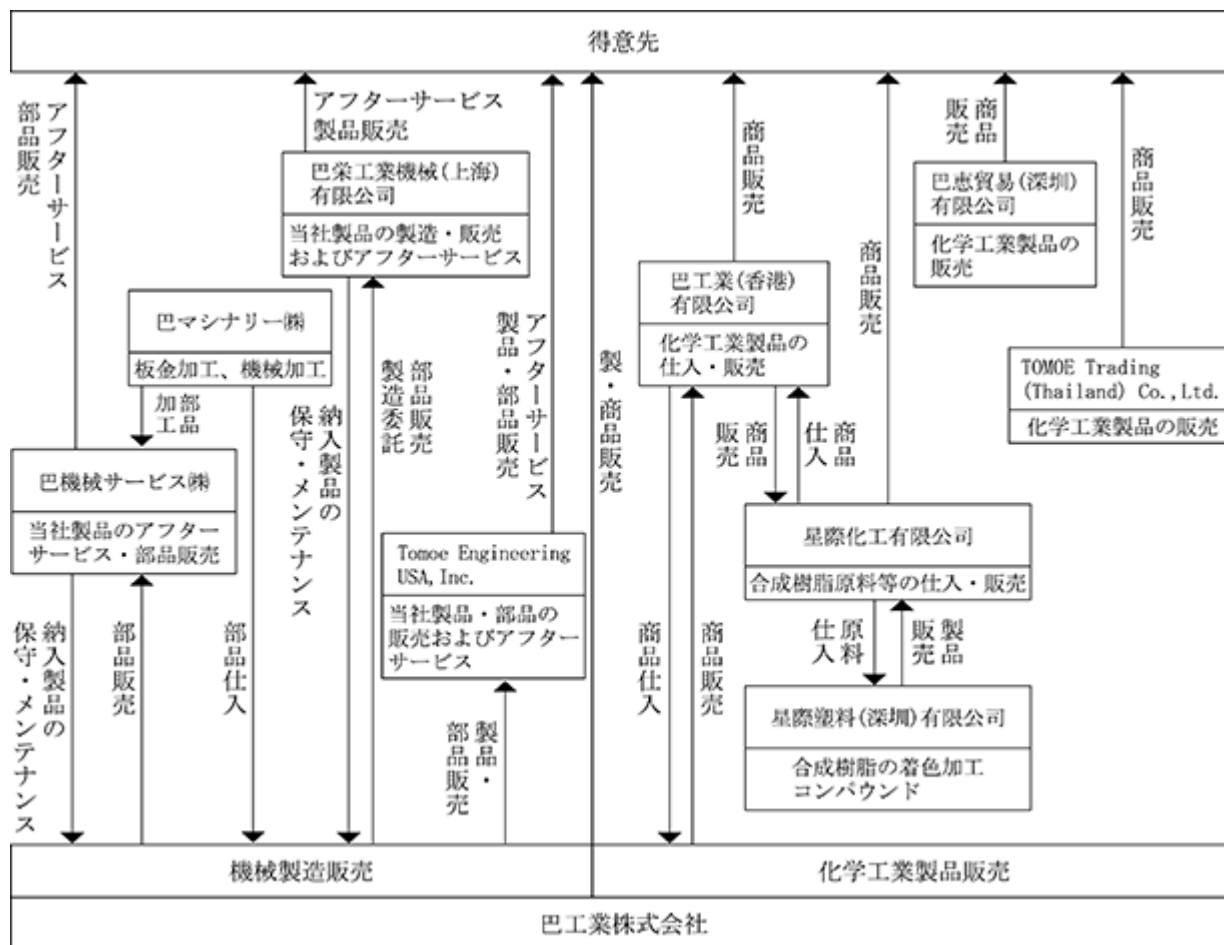 得意先
アフターサービス
部品販売
アフターサービス
製品販売
巴栄工業機械(上海)
有限公司
当社製品の製造・販売
およびアフターサービス
巴マシナリー㈱
板金加工、機械加工
部品
加工
巴機械サービス㈱
当社製品のアフター
サービス・部品販売
納入製品の
保守・メンテナンス
部品販売
部品仕入
納入製品の
保守・メンテナンス
部品販売
製造委託
アフターサービス
製品・部品販売
Tomoe Engineering
USA,Inc.
当社製品・部品の
販売およびアフター
サービス
製品・
部品販売
製・商品販売
商品販売
巴工業(香港)
有限公司
化学工業製品の
仕入・販売
商品仕入
商品販売
商品
販売
商品
仕入
商品販売
星際化工有限公司
合成樹脂原料等の仕入・販売
原料
仕入
製品
販売
星際塑料(深圳)有限公司
合成樹脂の着色加工
コンパウンド
商品
販売
巴恵貿易(深圳)
有限公司
化学工業製品の
販売
商品販売
TOMOE Trading
(Thailand) Co.,Ltd.
化学工業製品の販売
機械製造販売
化学工業製品販売
巴工業株式会社